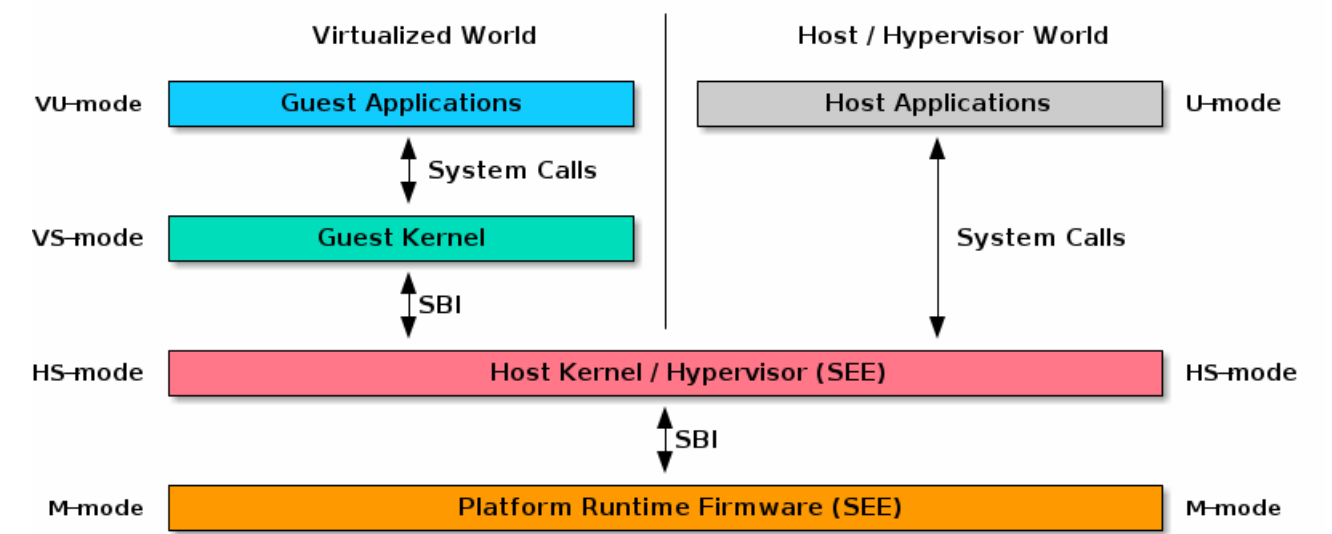 Virtualized World
Host / Hypervisor World
VU-mode
Guest Applications
Host Applications
U-mode
System Calls
VS-mode
Guest Kernel
System Calls
SBI
HS-mode
Host Kernel / Hypervisor (SEE)
HS-mode
SBI
M-mode
Platform Runtime Firmware (SEE)
M-mode